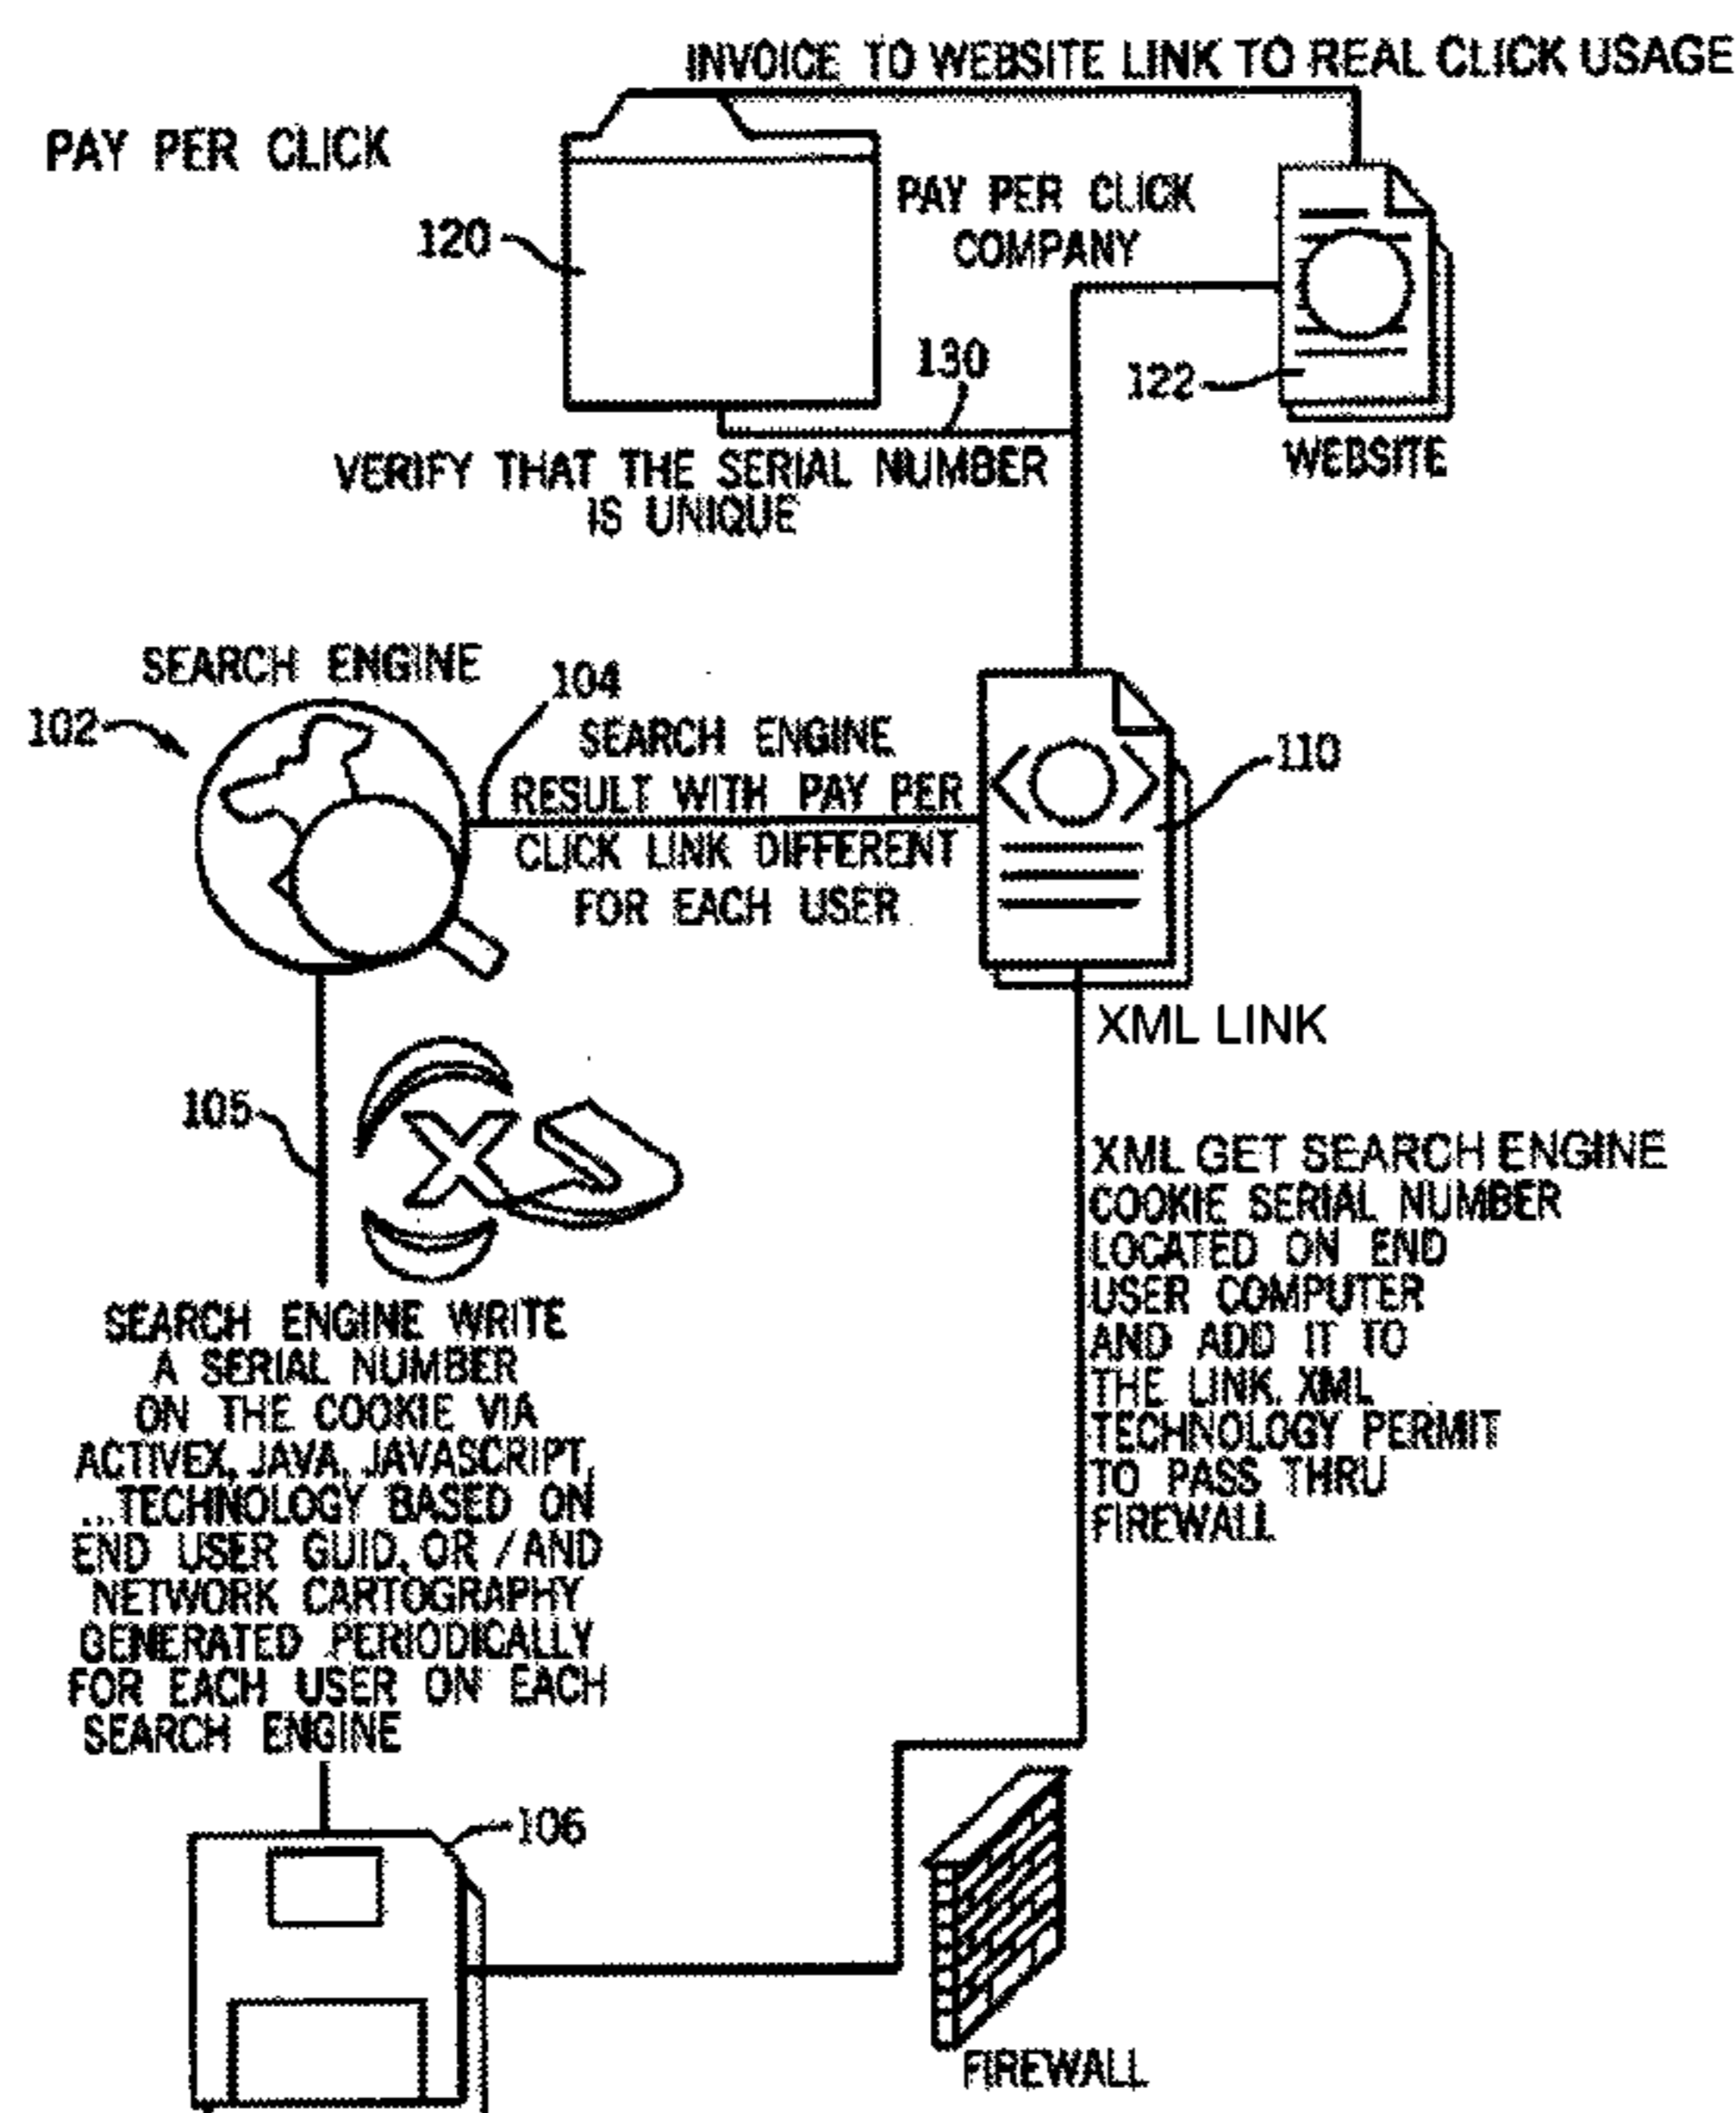 INVOICE TO WEBSITE LINK TO REAL CLICK USAGE
PAY PER CLICK
PAY PER CLICK
COMPANY
120
130
122
WEBSITE
VERIFY THAT THE SERIAL NUMBER
IS UNIQUE
SEARCH ENGINE
102
104
SEARCH ENGINE
RESULT WITH PAY PER
CLICK LINK DIFFERENT
FOR EACH USER
110
XML LINK
105
XML GET SEARCH ENGINE
COOKIE SERIAL NUMBER
LOCATED ON END
USER COMPUTER
AND ADD IT TO
THE LINK. XML
TECHNOLOGY PERMIT
TO PASS THRU
FIREWALL
X
SEARCH ENGINE WRITE
A SERIAL NUMBER
ON THE COOKIE VIA
ACTIVEX, JAVA, JAVASCRIPT,
...TECHNOLOGY BASED ON
END USER GUID, OR /AND
NETWORK CARTOGRAPHY
GENERATED PERIODICALLY
FOR EACH USER ON EACH
SEARCH ENGINE
106
FIREWALL